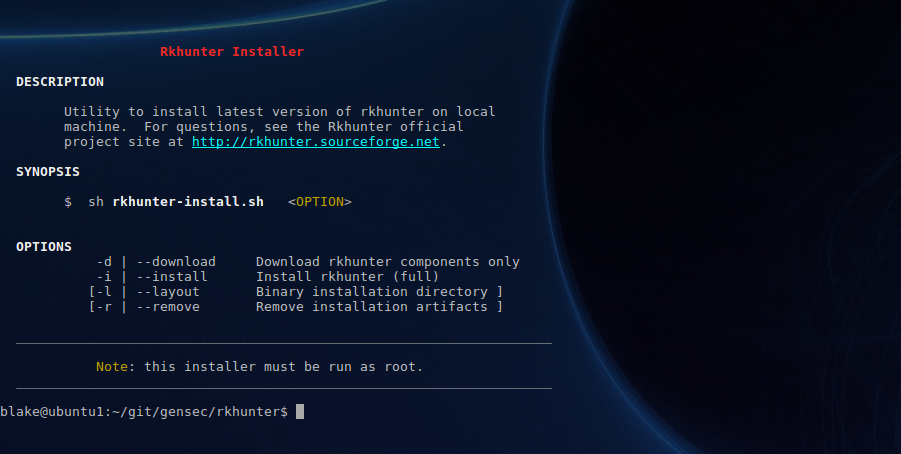 Rkhunter Installer
DESCRIPTION
Utility to install latest version of rkhunter on local
machine.  For questions, see the Rkhunter official
project site at http://rkhunter.sourceforge.net.
SYNOPSIS
$  sh rkhunter-install.sh   <OPTION>
OPTIONS
-d | --download     Download rkhunter components only
-i | --install      Install rkhunter (full)
[-l | --layout       Binary installation directory ]
[-r | --remove       Remove installation artifacts ]
Note: this installer must be run as root.
blake@ubuntu1:~/git/gensec/rkhunter$